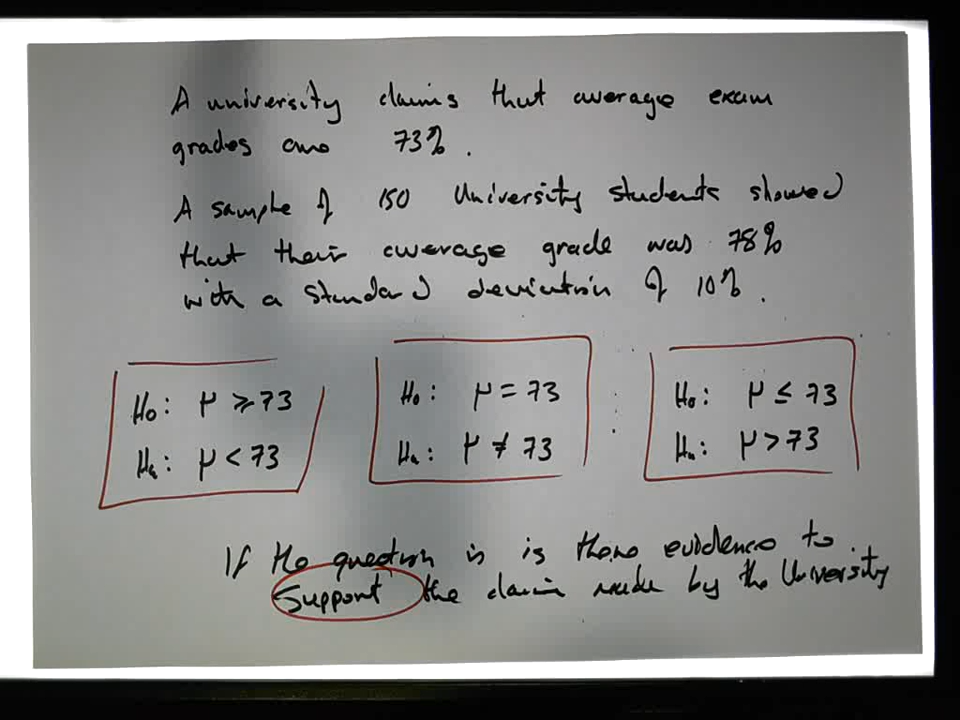 A university claims that average exam
grades are 73%.
A sample of 150 University students showed
that their average grade was 78%
with a standard deviation of 10%.
H₀: μ ≥ 73
Hₐ: μ < 73
H₀: μ = 73
Hₐ: μ ≠ 73
H₀: μ ≤ 73
Hₐ: μ > 73
If the question is is there evidence to
support the claim made by the University